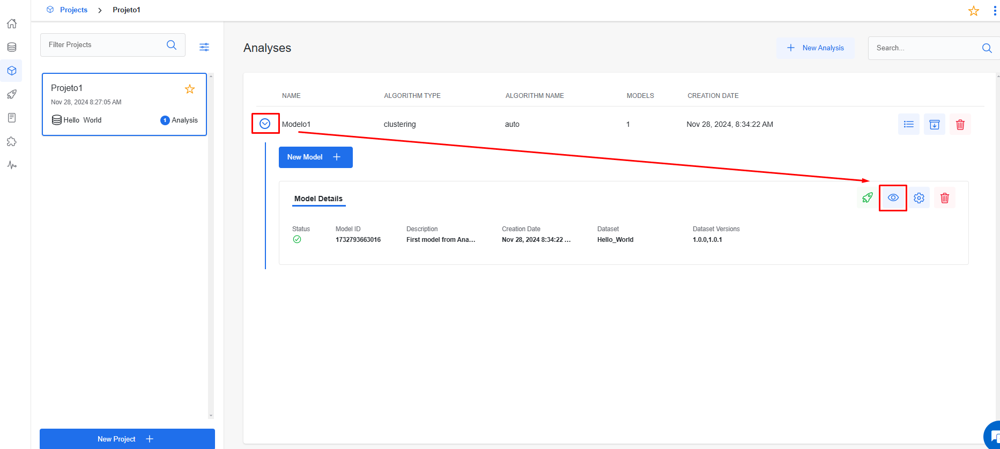 Projects > Projeto1
Filter Projects
Projeto1
Nov 28, 2024 8:27:05 AM
Hello World
1 Analysis
New Project +
Analyses
+ New Analysis
Search...
NAME ALGORITHM TYPE ALGORITHM NAME MODELS CREATION DATE
Modelo1 clustering auto 1 Nov 28, 2024, 8:34:22 AM
New Model +
Model Details
Status Model ID Description Creation Date Dataset Dataset Versions
1732793663016 First model from Ana... Nov 28, 2024 8:34:22 ... Hello_World 1.0.0,1.0.1